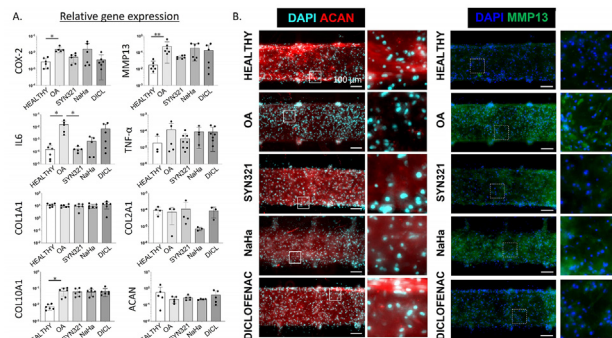 A. Relative gene expression
COX-2
HEALTHY OA SYN321 NaHa DICL
MMP13
HEALTHY OA SYN321 NaHa DICL
IL6
HEALTHY OA SYN321 NaHa DICL
TNF-α
HEALTHY OA SYN321 NaHa DICL
COL1A1
HEALTHY OA SYN321 NaHa DICL
COL2A1
HEALTHY OA SYN321 NaHa DICL
COL10A1
HEALTHY OA SYN321 NaHa DICL
ACAN
HEALTHY OA SYN321 NaHa DICL
B.
DAPI ACAN
HEALTHY
100 μm
OA
SYN321
NaHa
DICLOFENAC
DAPI MMP13
HEALTHY
OA
SYN321
NaHa
DICLOFENAC